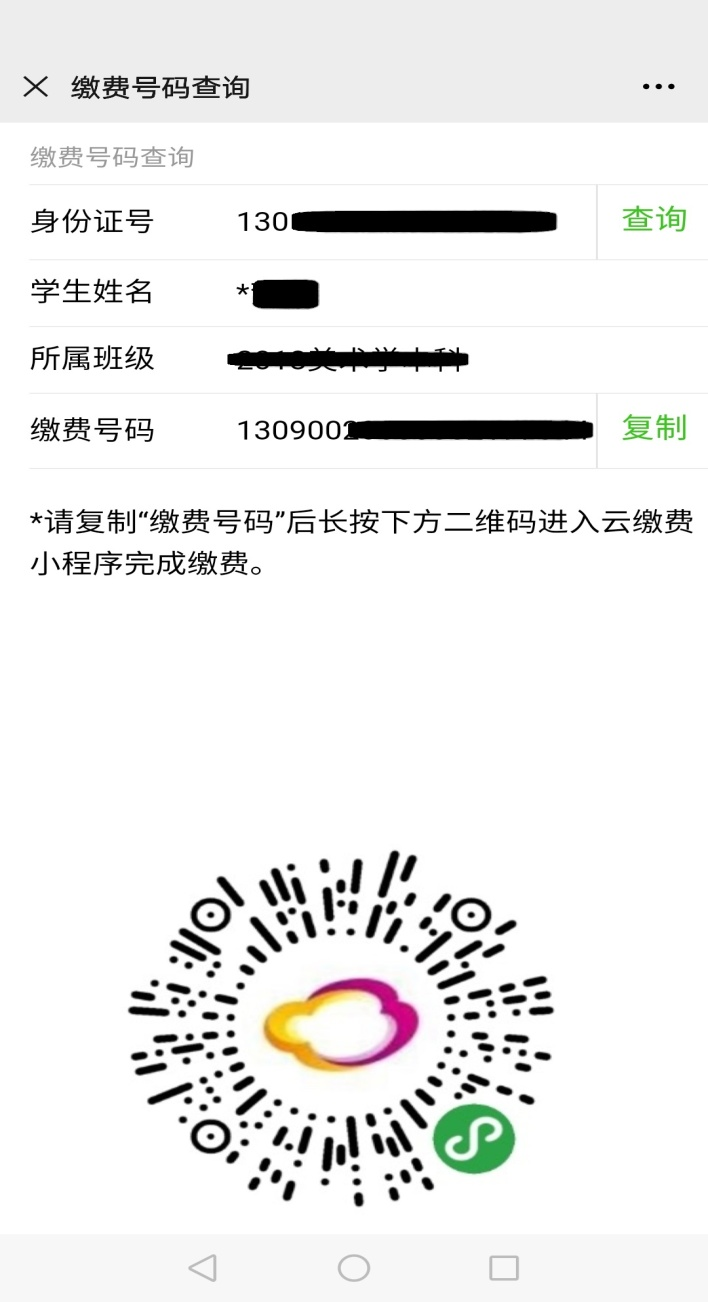 缴费号码查询
缴费号码查询
身份证号 130 查询
学生姓名 *
所属班级
缴费号码 1309002 复制
*请复制“缴费号码”后长按下方二维码进入云缴费
小程序完成缴费。